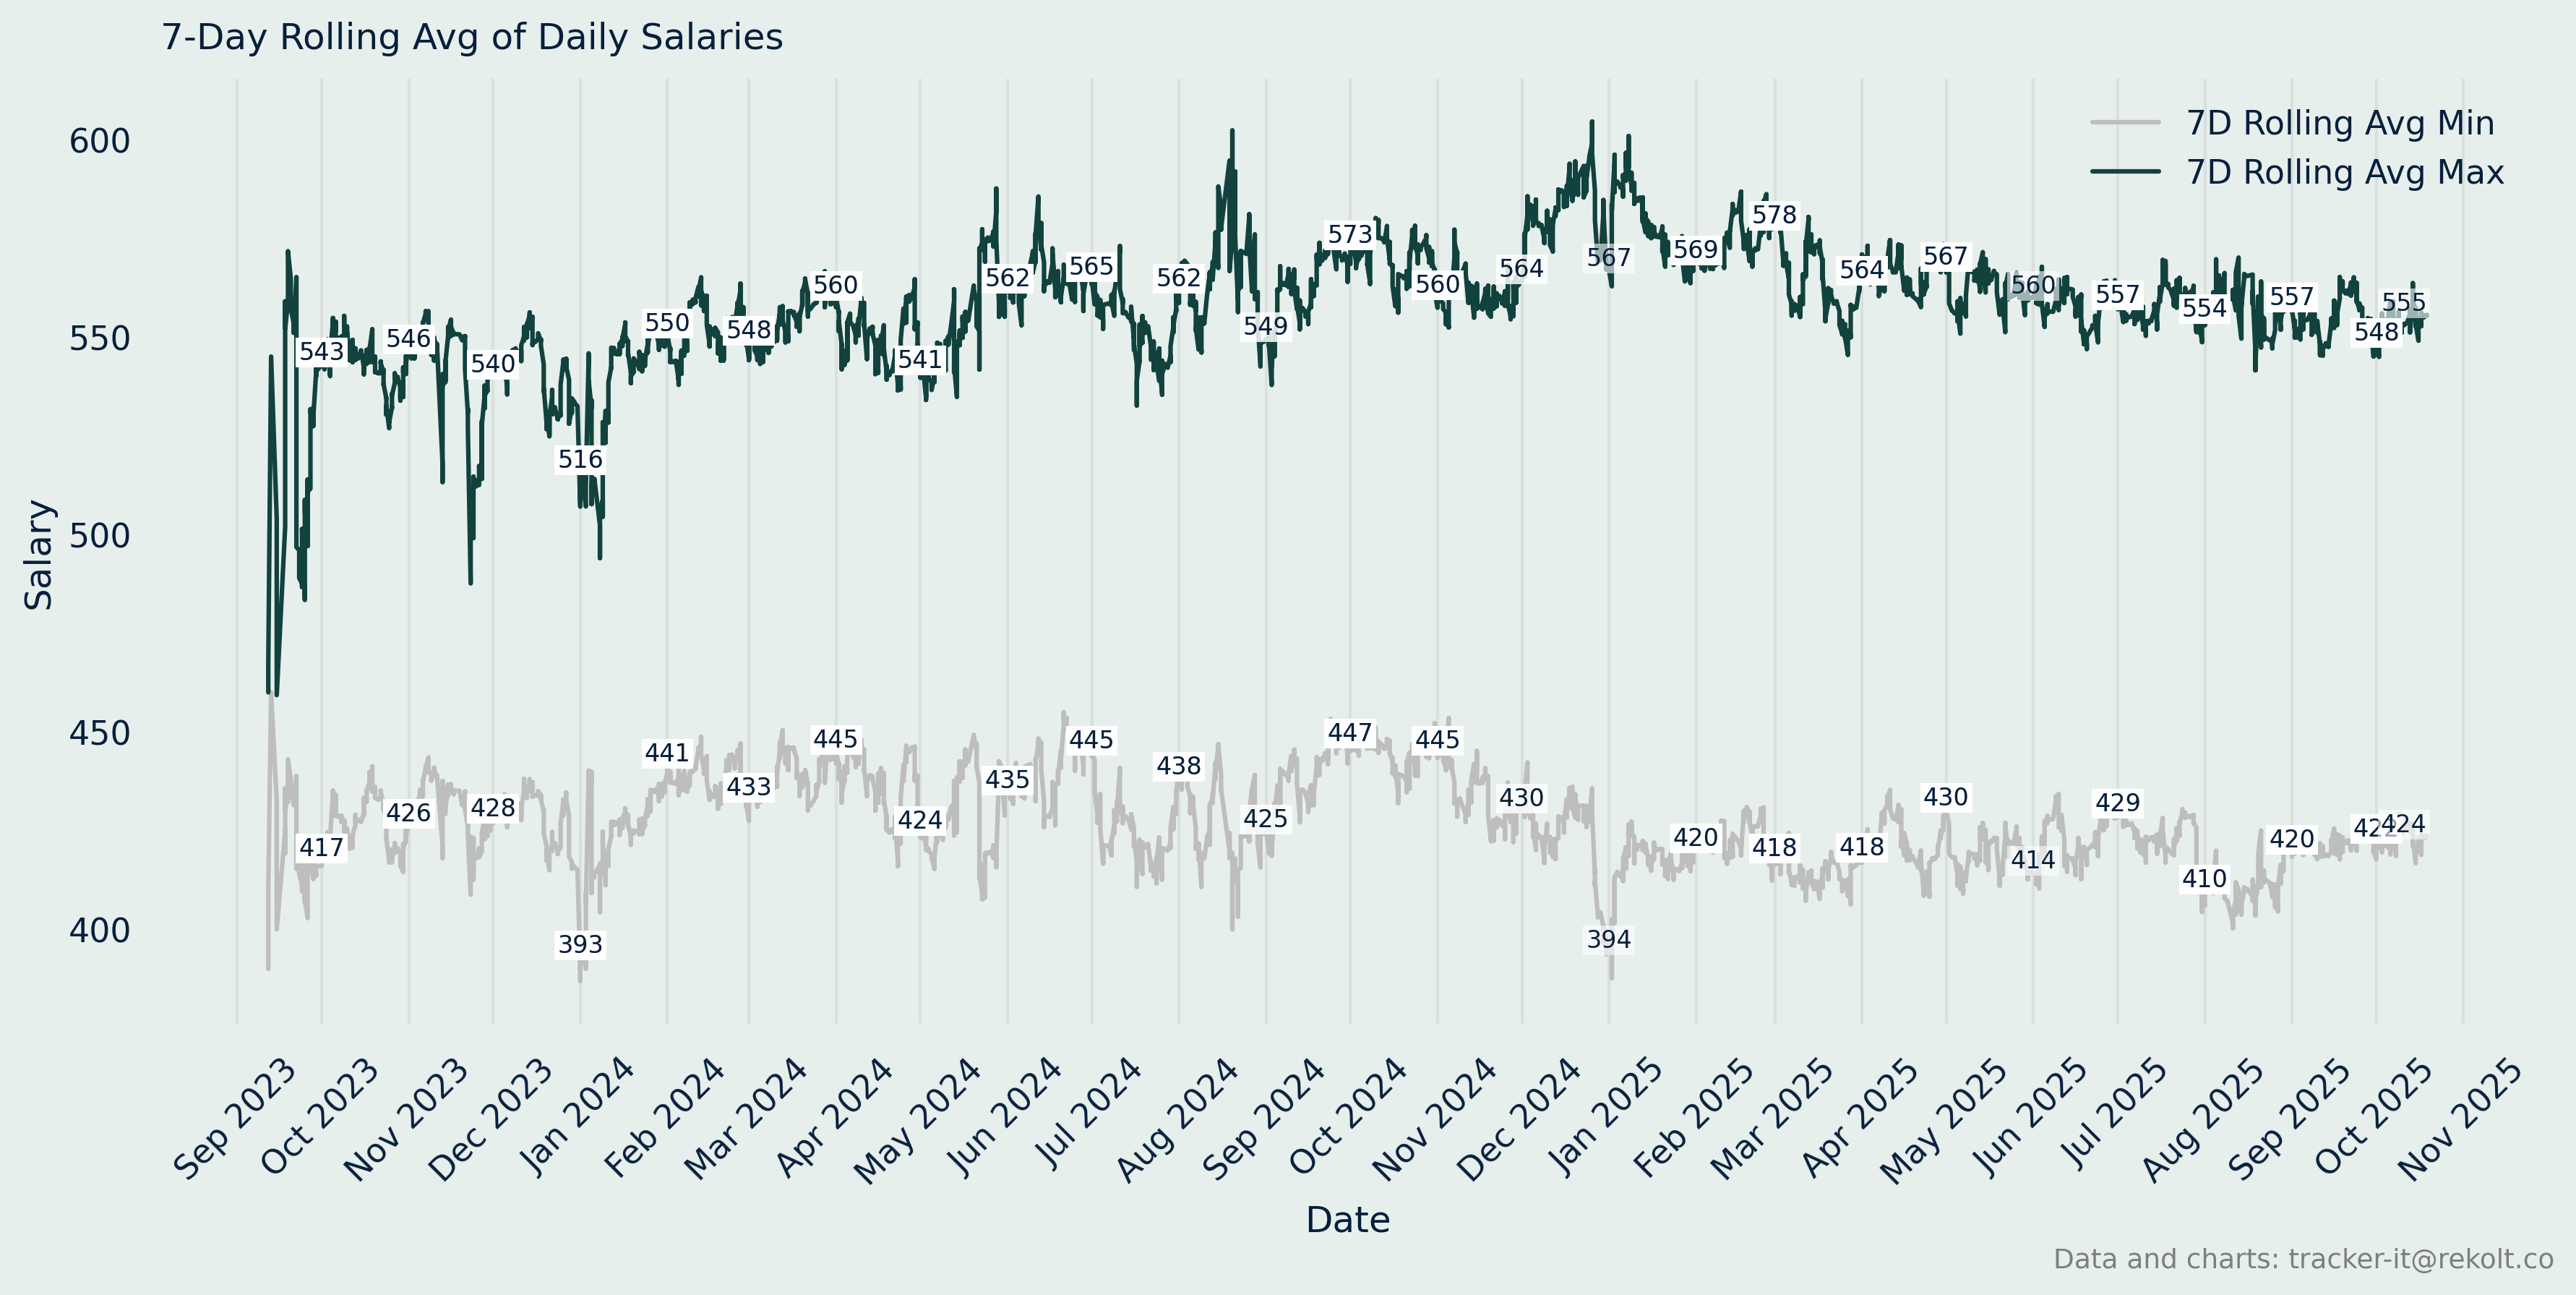 7-Day Rolling Avg of Daily Salaries
7D Rolling Avg Min
7D Rolling Avg Max
Salary
600
550
500
450
400
543
546
540
516
550
548
560
541
562
565
562
549
573
560
564
567
569
578
564
567
560
557
554
557
548
555
417
426
428
393
441
433
445
424
435
445
438
425
447
445
430
394
420
418
418
430
414
429
410
420
424
Sep 2023
Oct 2023
Nov 2023
Dec 2023
Jan 2024
Feb 2024
Mar 2024
Apr 2024
May 2024
Jun 2024
Jul 2024
Aug 2024
Sep 2024
Oct 2024
Nov 2024
Dec 2024
Jan 2025
Feb 2025
Mar 2025
Apr 2025
May 2025
Jun 2025
Jul 2025
Aug 2025
Sep 2025
Oct 2025
Nov 2025
Date
Data and charts: tracker-it@rekolt.co